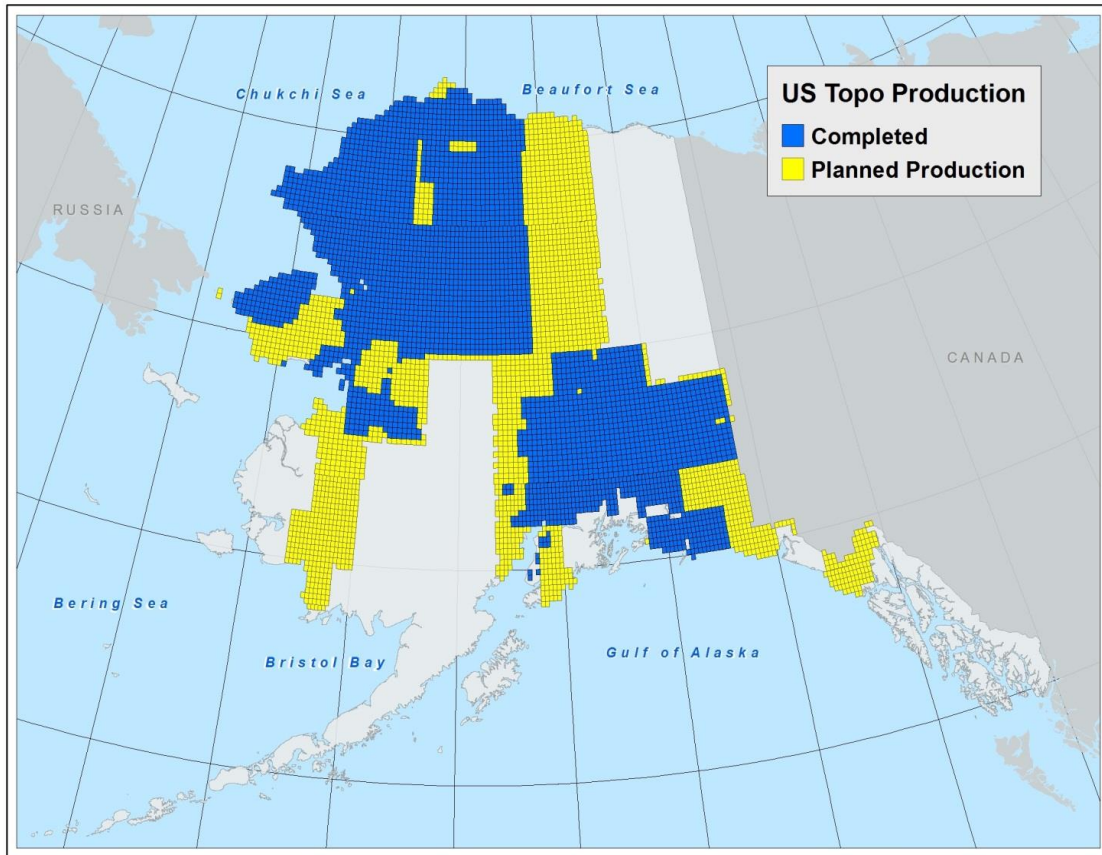 Chukchi Sea
Beaufort Sea
US Topo Production
Completed
Planned Production
RUSSIA
CANADA
Bering Sea
Bristol Bay
Gulf of Alaska